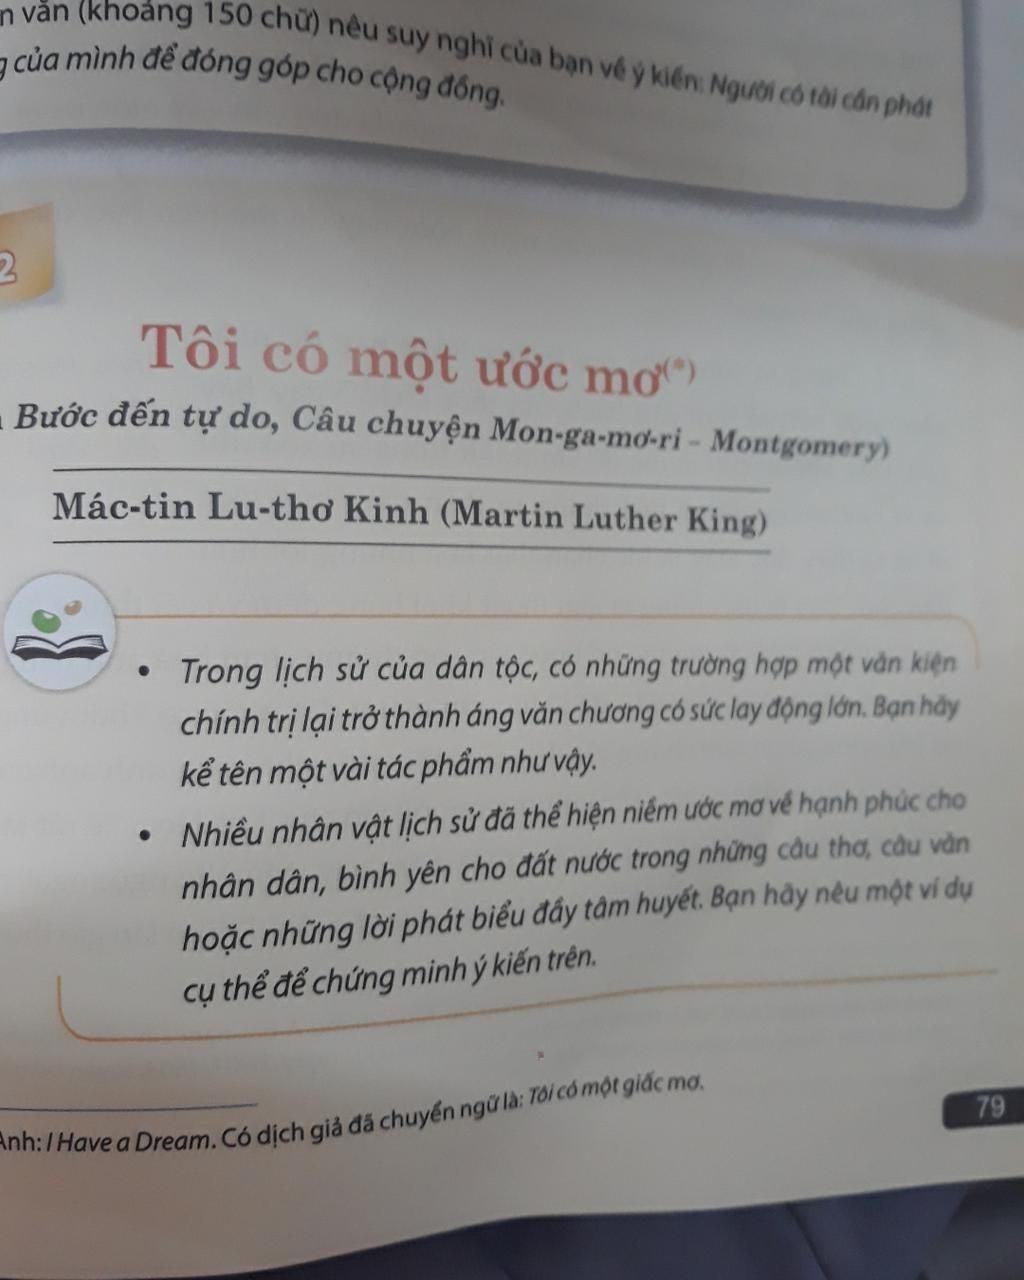 văn (khoảng 150 chữ) nêu suy nghĩ của bạn về ý kiến: Người có tài cần phát
của mình để đóng góp cho cộng đồng.
2
Tôi có một ước mơ(*)
Bước đến tự do, Câu chuyện Mon-ga-mơ-ri – Montgomery)
Mác-tin Lu-thơ Kinh (Martin Luther King)
• Trong lịch sử của dân tộc, có những trường hợp một văn kiện
chính trị lại trở thành áng văn chương có sức lay động lớn. Bạn hãy
kể tên một vài tác phẩm như vậy.
• Nhiều nhân vật lịch sử đã thể hiện niềm ước mơ về hạnh phúc cho
nhân dân, bình yên cho đất nước trong những câu thơ, câu văn
hoặc những lời phát biểu đầy tâm huyết. Bạn hãy nêu một ví dụ
cụ thể để chứng minh ý kiến trên.
Anh: I Have a Dream. Có dịch giả đã chuyển ngữ là: Tôi có một giấc mơ.
79